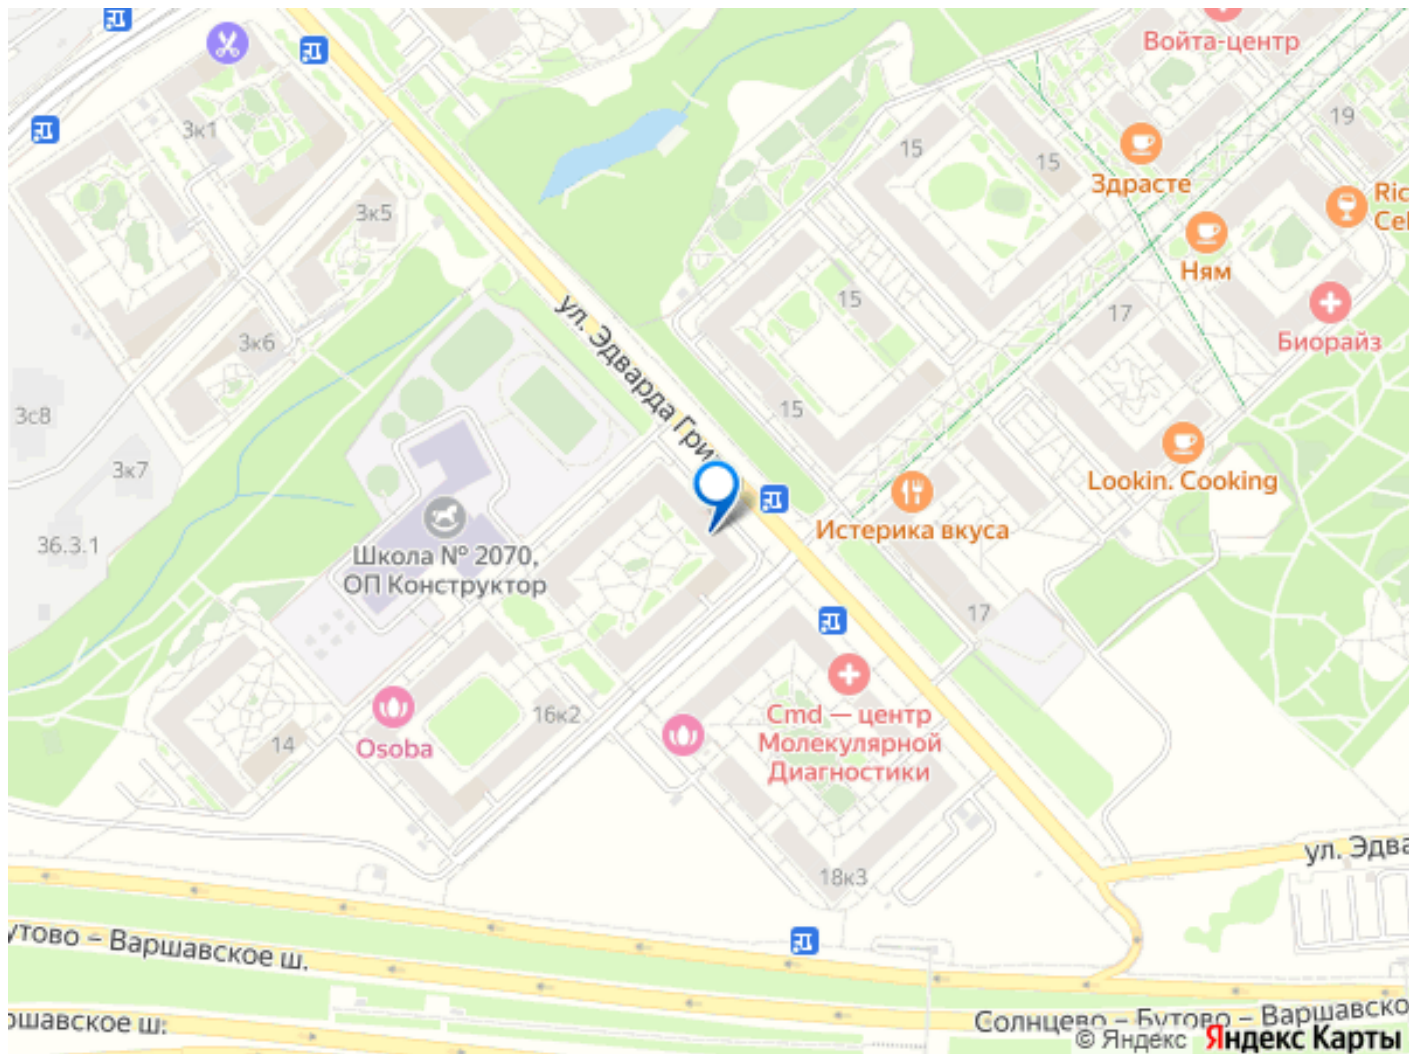 Войта-центр
19
3к1
15
15
Здрасте
Ric
Cel
3к5
Ням
15
17
Биорайз
ул. Эдварда Гри
3к6
15
3с8
3к7
Lookin. Cooking
Истерика вкуса
36.3.1
Школа № 2070,
ОП Конструктор
17
16к2
Cmd — центр
Молекулярной
Диагностики
14
Osoba
18к3
ул. Эдва
утово – Варшавское ш.
ршавское ш.
Солнцево – Бутово – Варшавско
© Яндекс Яндекс Карты